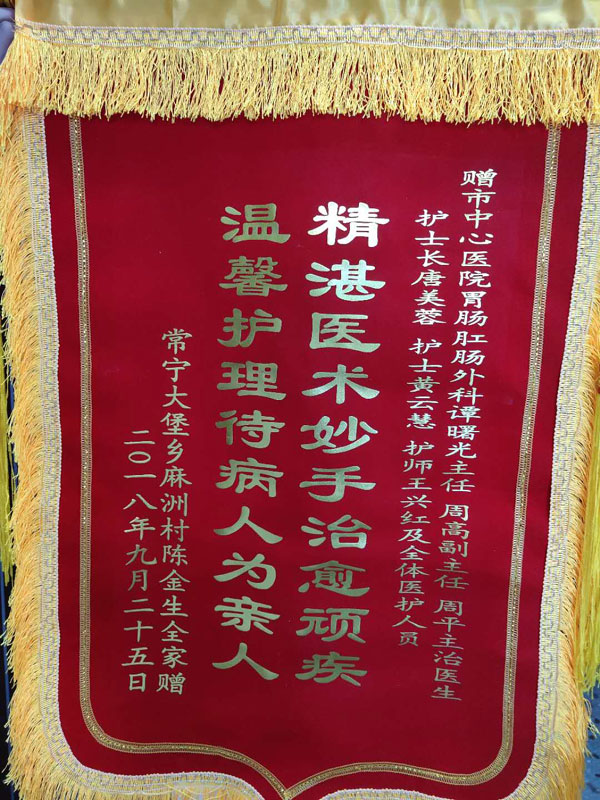 赠市中心医院胃肠肛肠外科谭曙光主任 周高副主任 周平主治医生
护士长唐美蓉 护士黄云慧 护师王兴红及全体医护人员
精湛医术妙手治愈顽疾
温馨护理待病人为亲人
常宁大堡乡麻洲村陈金生全家赠
二〇一八年九月二十五日